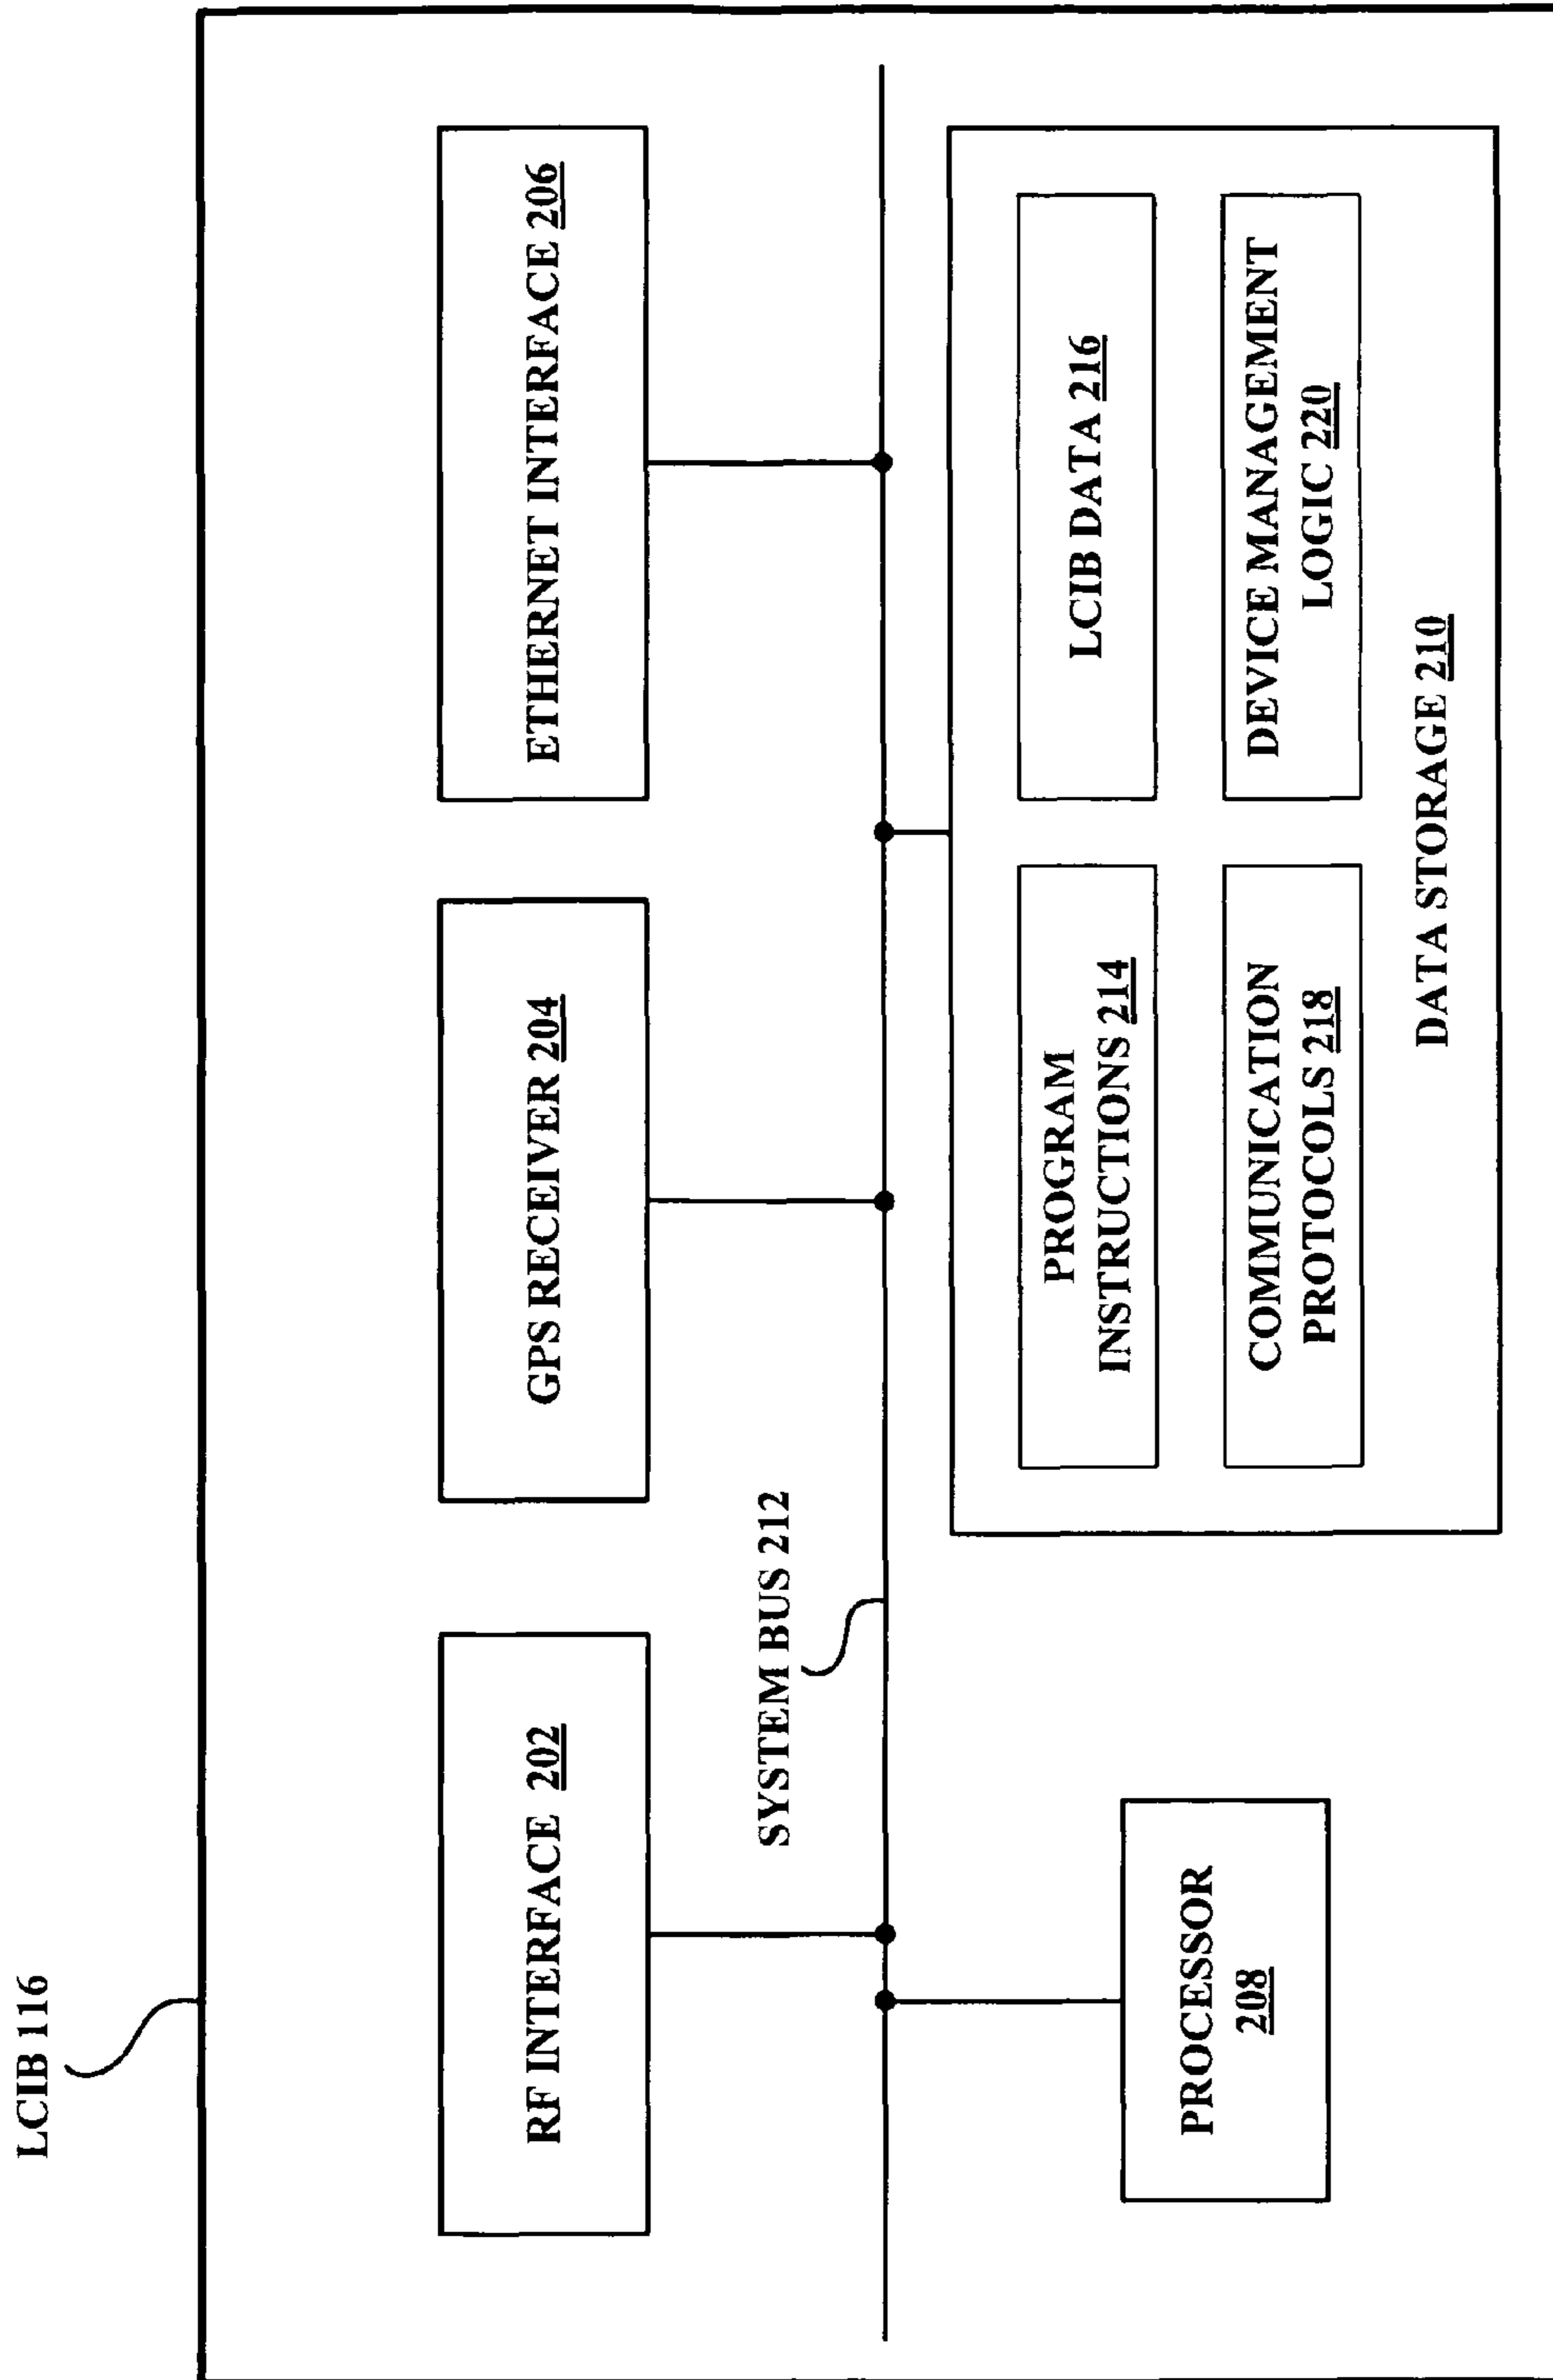 LCIB 116
RF INTERFACE 202
GPS RECEIVER 204
ETHERNET INTERFACE 206
SYSTEM BUS 212
PROCESSOR
208
PROGRAM
INSTRUCTIONS 214
LCIB DATA 216
COMMUNICATION
PROTOCOLS 218
DEVICE MANAGEMENT
LOGIC 220
DATA STORAGE 210